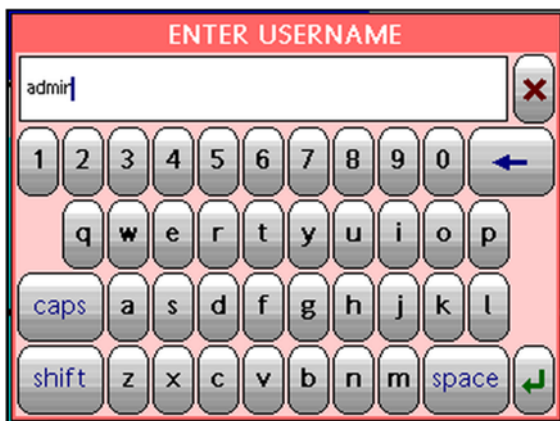 ENTER USERNAME
admin
1 2 3 4 5 6 7 8 9 0
q w e r t y u i o p
caps a s d f g h j k l
shift z x c v b n m space